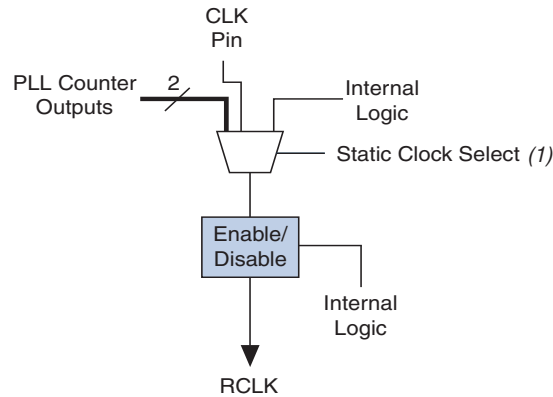 CLK
Pin
PLL Counter
Outputs
2
Internal
Logic
Static Clock Select (1)
Enable/
Disable
Internal
Logic
RCLK